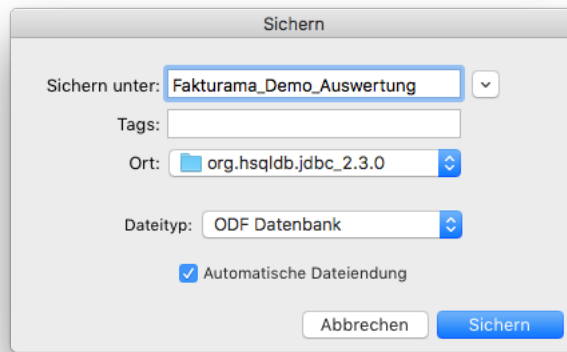 Sichern
Sichern unter: Fakturama_Demo_Auswertung
Tags:
Ort: org.hsqldb.jdbc_2.3.0
Dateityp: ODF Datenbank
Automatische Dateiendung
Abbrechen Sichern